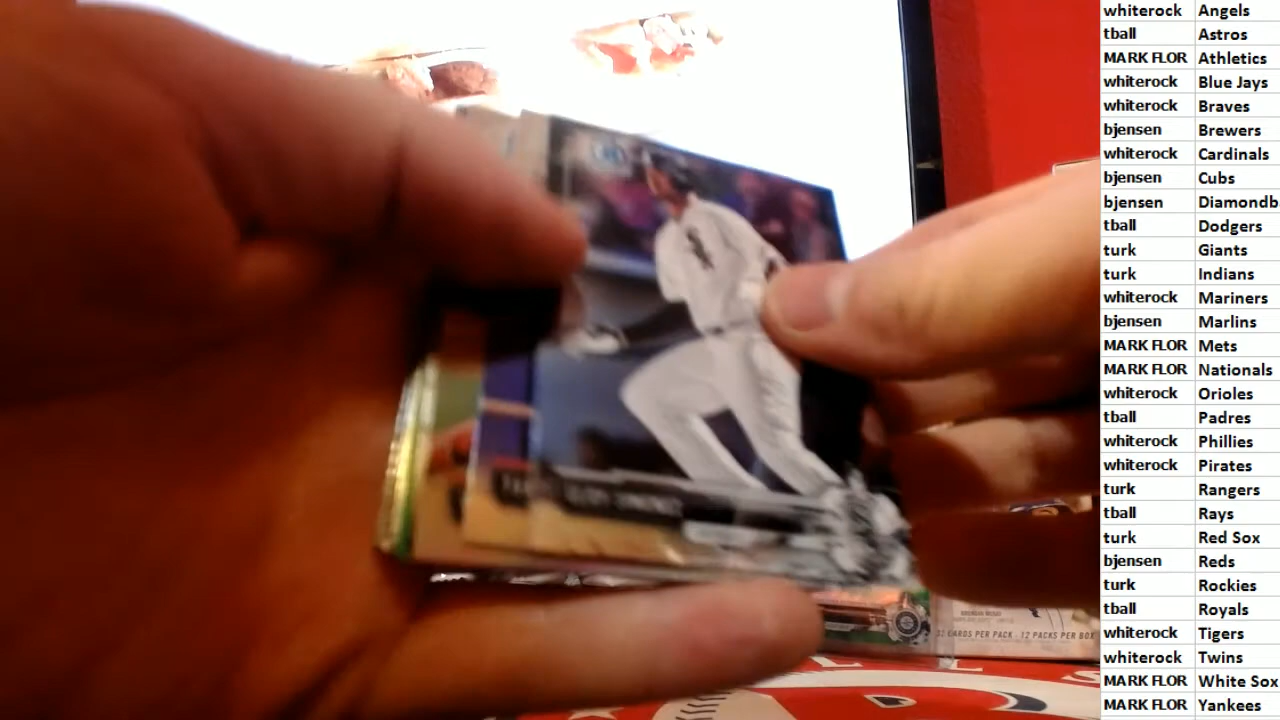 whiterock Angels
tball Astros
MARK FLOR Athletics
whiterock Blue Jays
whiterock Braves
bjensen Brewers
whiterock Cardinals
bjensen Cubs
bjensen Diamondb
tball Dodgers
turk Giants
turk Indians
whiterock Mariners
bjensen Marlins
MARK FLOR Mets
MARK FLOR Nationals
whiterock Orioles
tball Padres
whiterock Phillies
whiterock Pirates
turk Rangers
tball Rays
turk Red Sox
bjensen Reds
turk Rockies
tball Royals
whiterock Tigers
whiterock Twins
MARK FLOR White Sox
MARK FLOR Yankees
CARDS PER PACK · 12 PACKS PER BOX